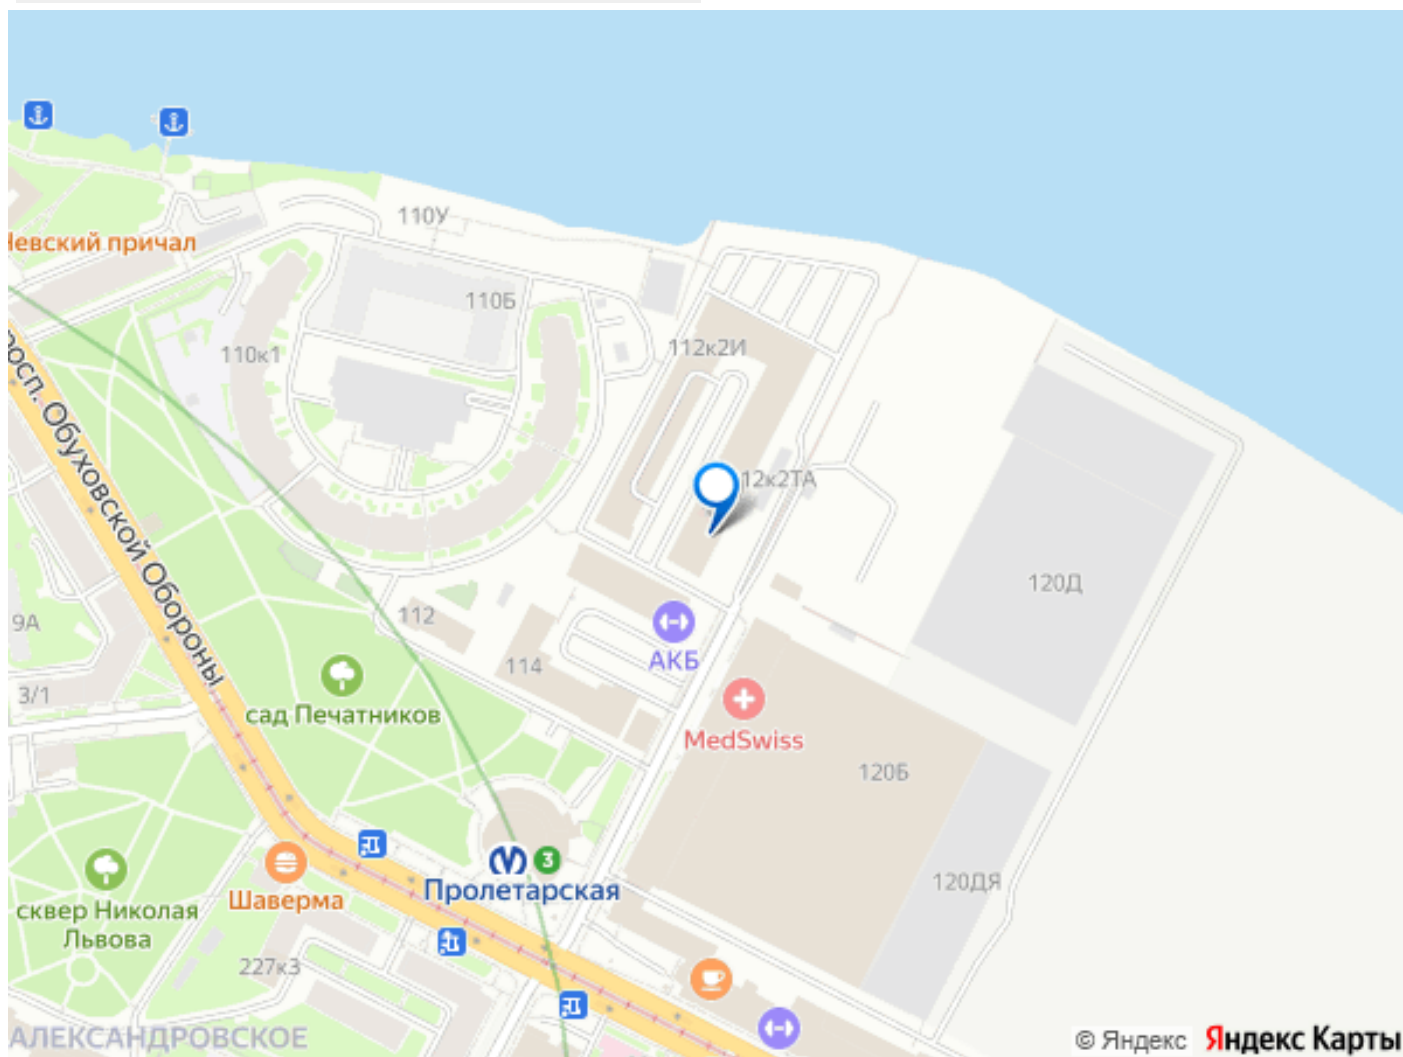 110У
Невский причал
110Б
110к1
112к2И
12к2ТА
просп. Обуховской Обороны
120Д
9А
112
АКБ
114
3/1
сад Печатников
MedSwiss
120Б
3
Пролетарская
120ДЯ
Шаверма
сквер Николая
Львова
227к3
АЛЕКСАНДРОВСКОЕ
© Яндекс Яндекс Карты